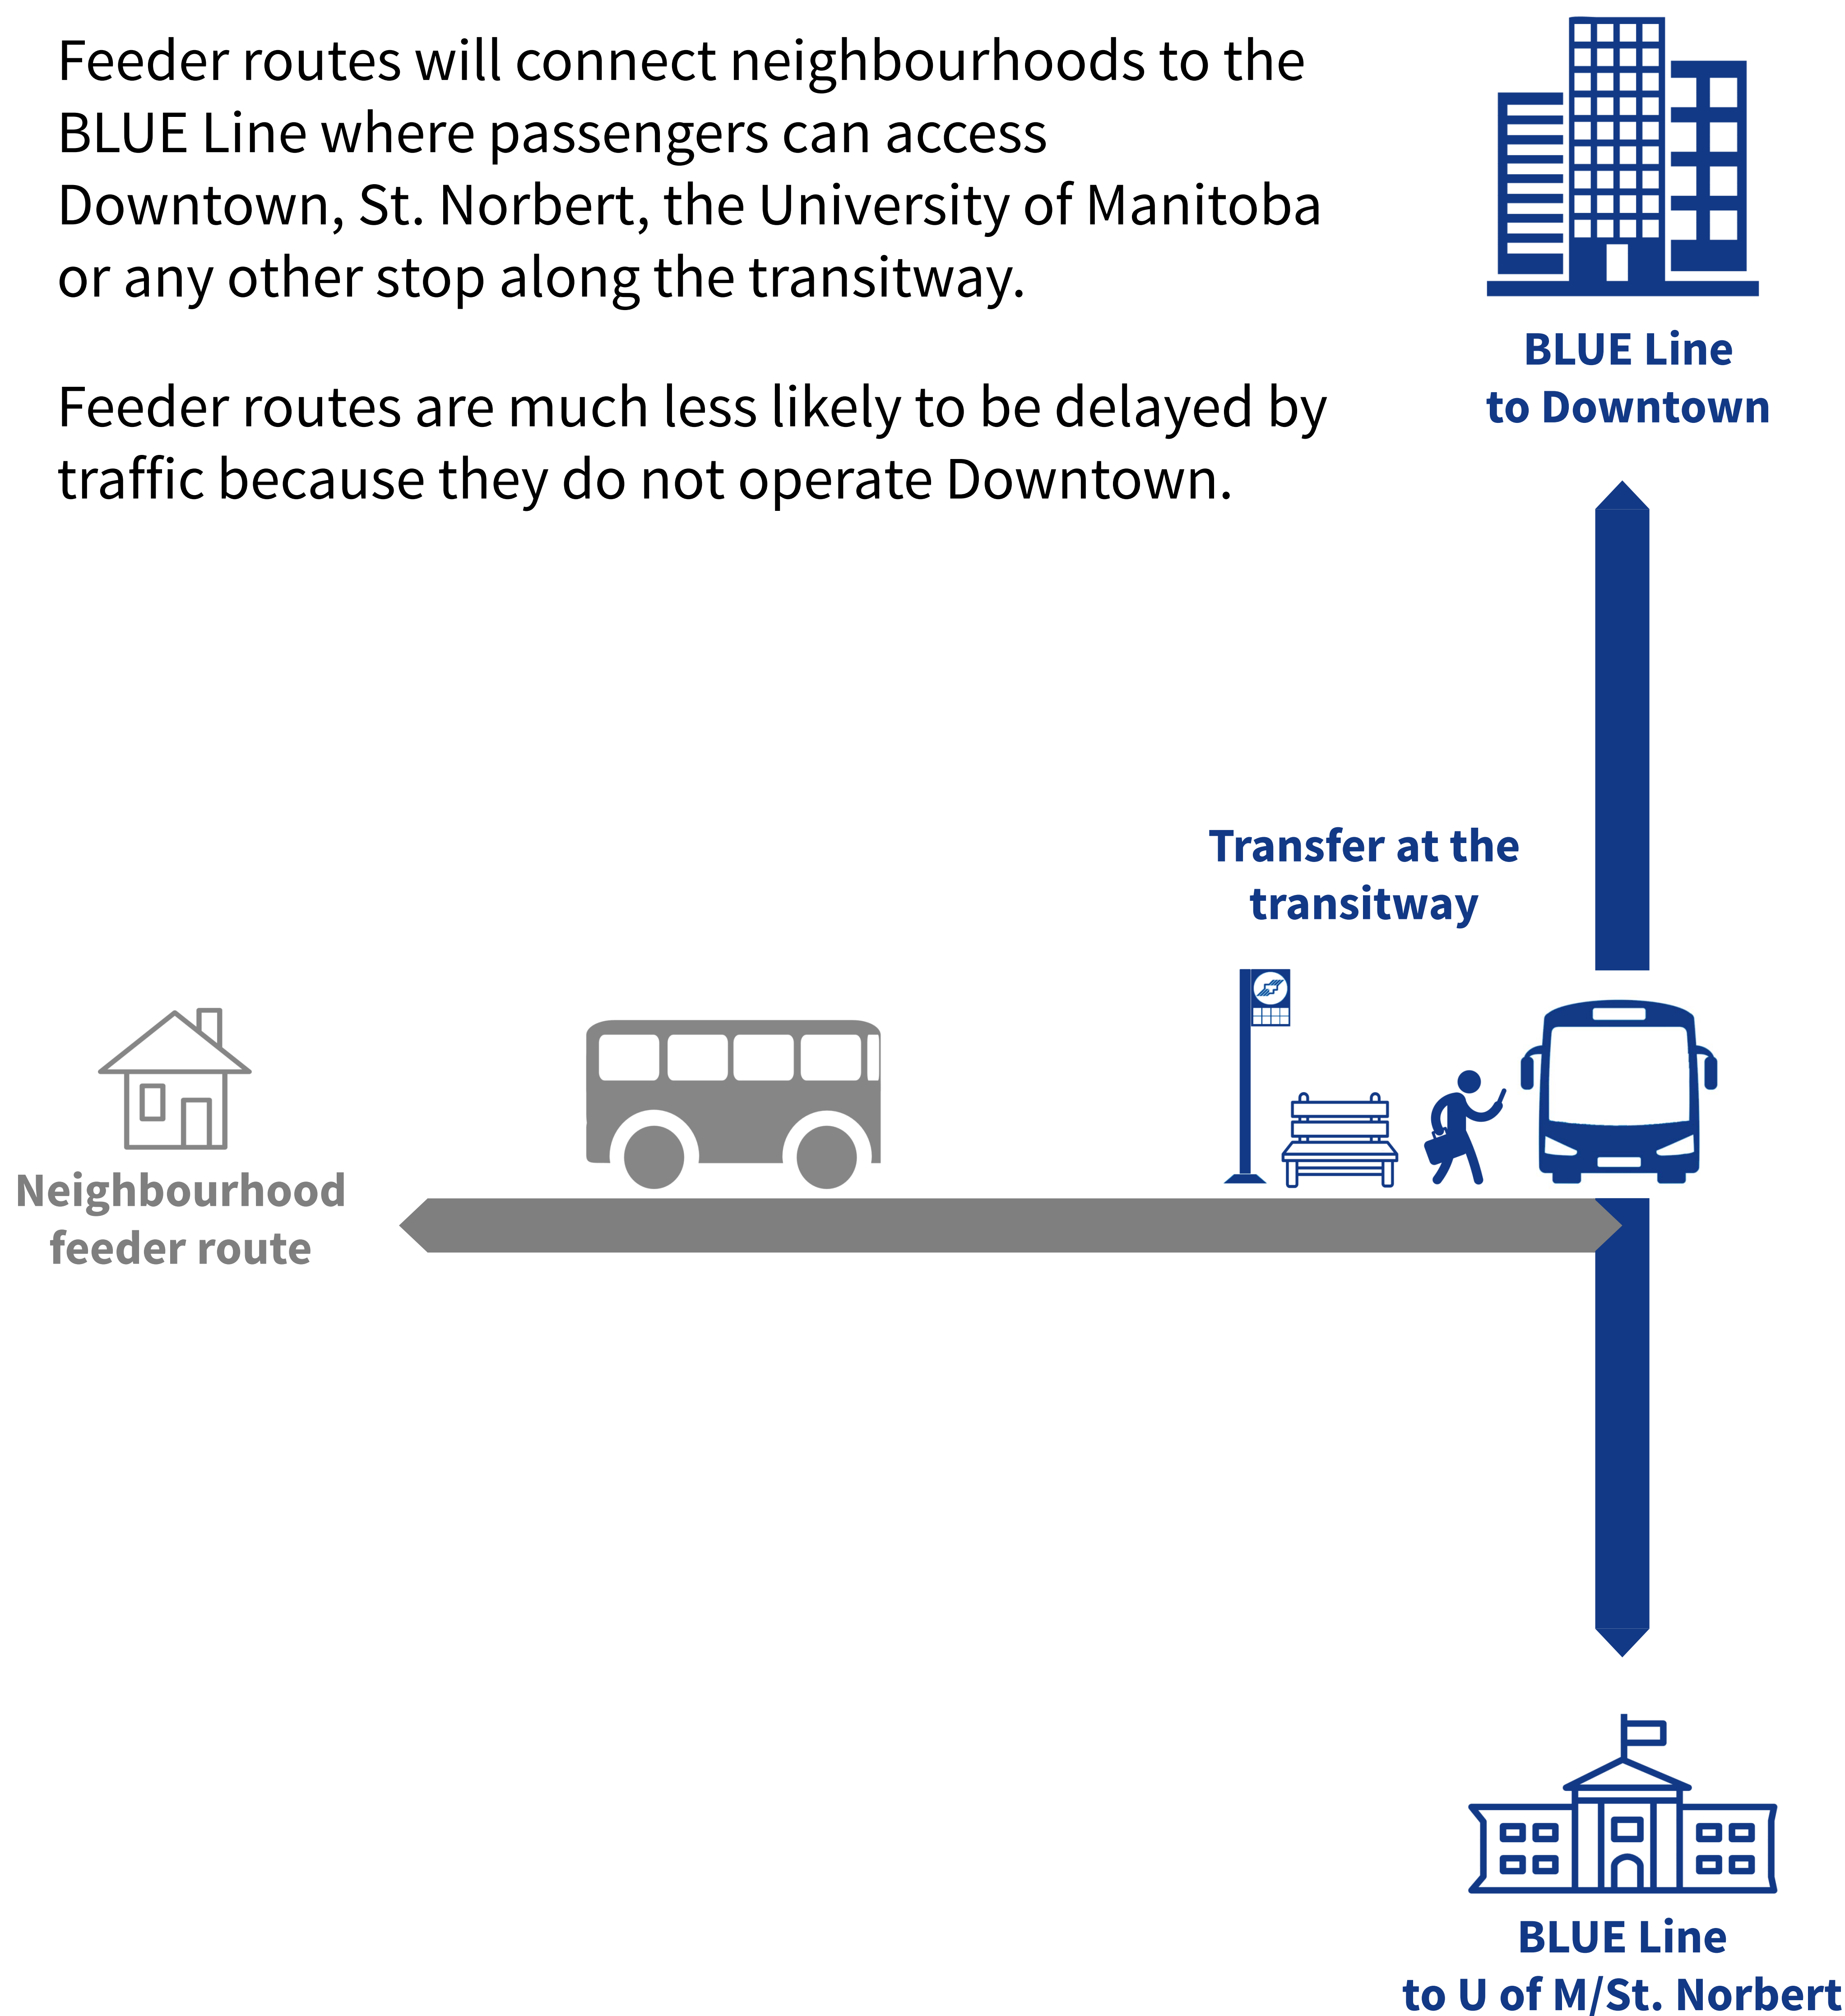 Feeder routes will connect neighbourhoods to the
BLUE Line where passengers can access
Downtown, St. Norbert, the University of Manitoba
or any other stop along the transitway.
Feeder routes are much less likely to be delayed by
traffic because they do not operate Downtown.
BLUE Line
to Downtown
Transfer at the
transitway
Neighbourhood
feeder route
BLUE Line
to U of M/St. Norbert